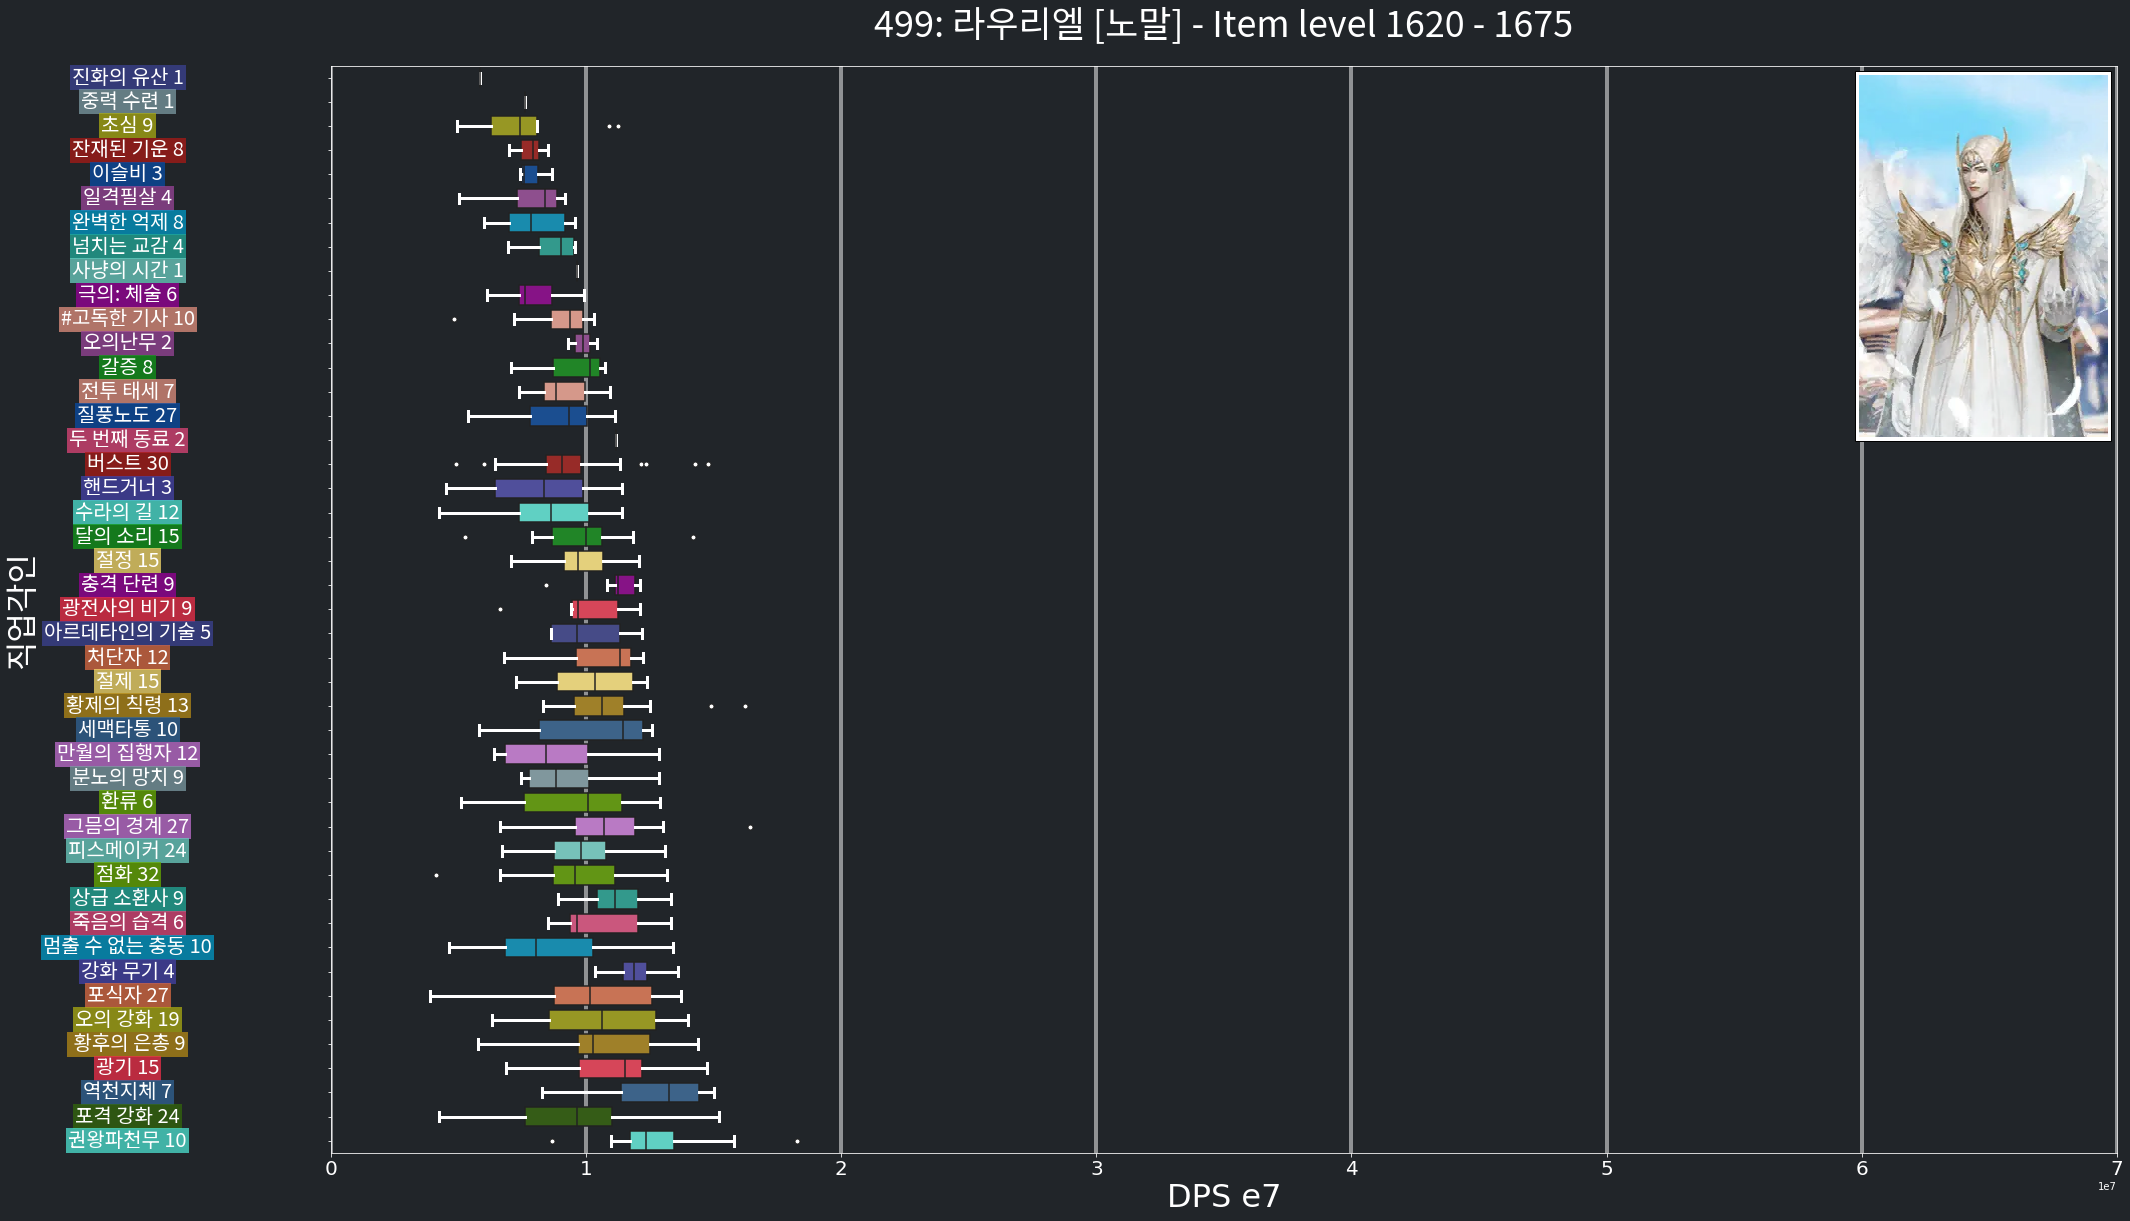 499: 라우리엘 [노말] - Item level 1620 - 1675
진화의 유산 1
중력 수련 1
초심 9
잔재된 기운 8
이슬비 3
일격필살 4
완벽한 억제 8
넘치는 교감 4
사냥의 시간 1
극의: 체술 6
#고독한 기사 10
오의난무 2
갈증 8
전투 태세 7
질풍노도 27
두 번째 동료 2
버스트 30
핸드거너 3
수라의 길 12
달의 소리 15
절정 15
충격 단련 9
광전사의 비기 9
아르데타인의 기술 5
처단자 12
절제 15
황제의 칙령 13
세맥타통 10
만월의 집행자 12
분노의 망치 9
환류 6
그믐의 경계 27
피스메이커 24
점화 32
상급 소환사 9
죽음의 습격 6
멈출 수 없는 충동 10
강화 무기 4
포식자 27
오의 강화 19
황후의 은총 9
광기 15
역천지체 7
포격 강화 24
권왕파천무 10
직업각인
0 1 2 3 4 5 6 7
1e7
DPS e7